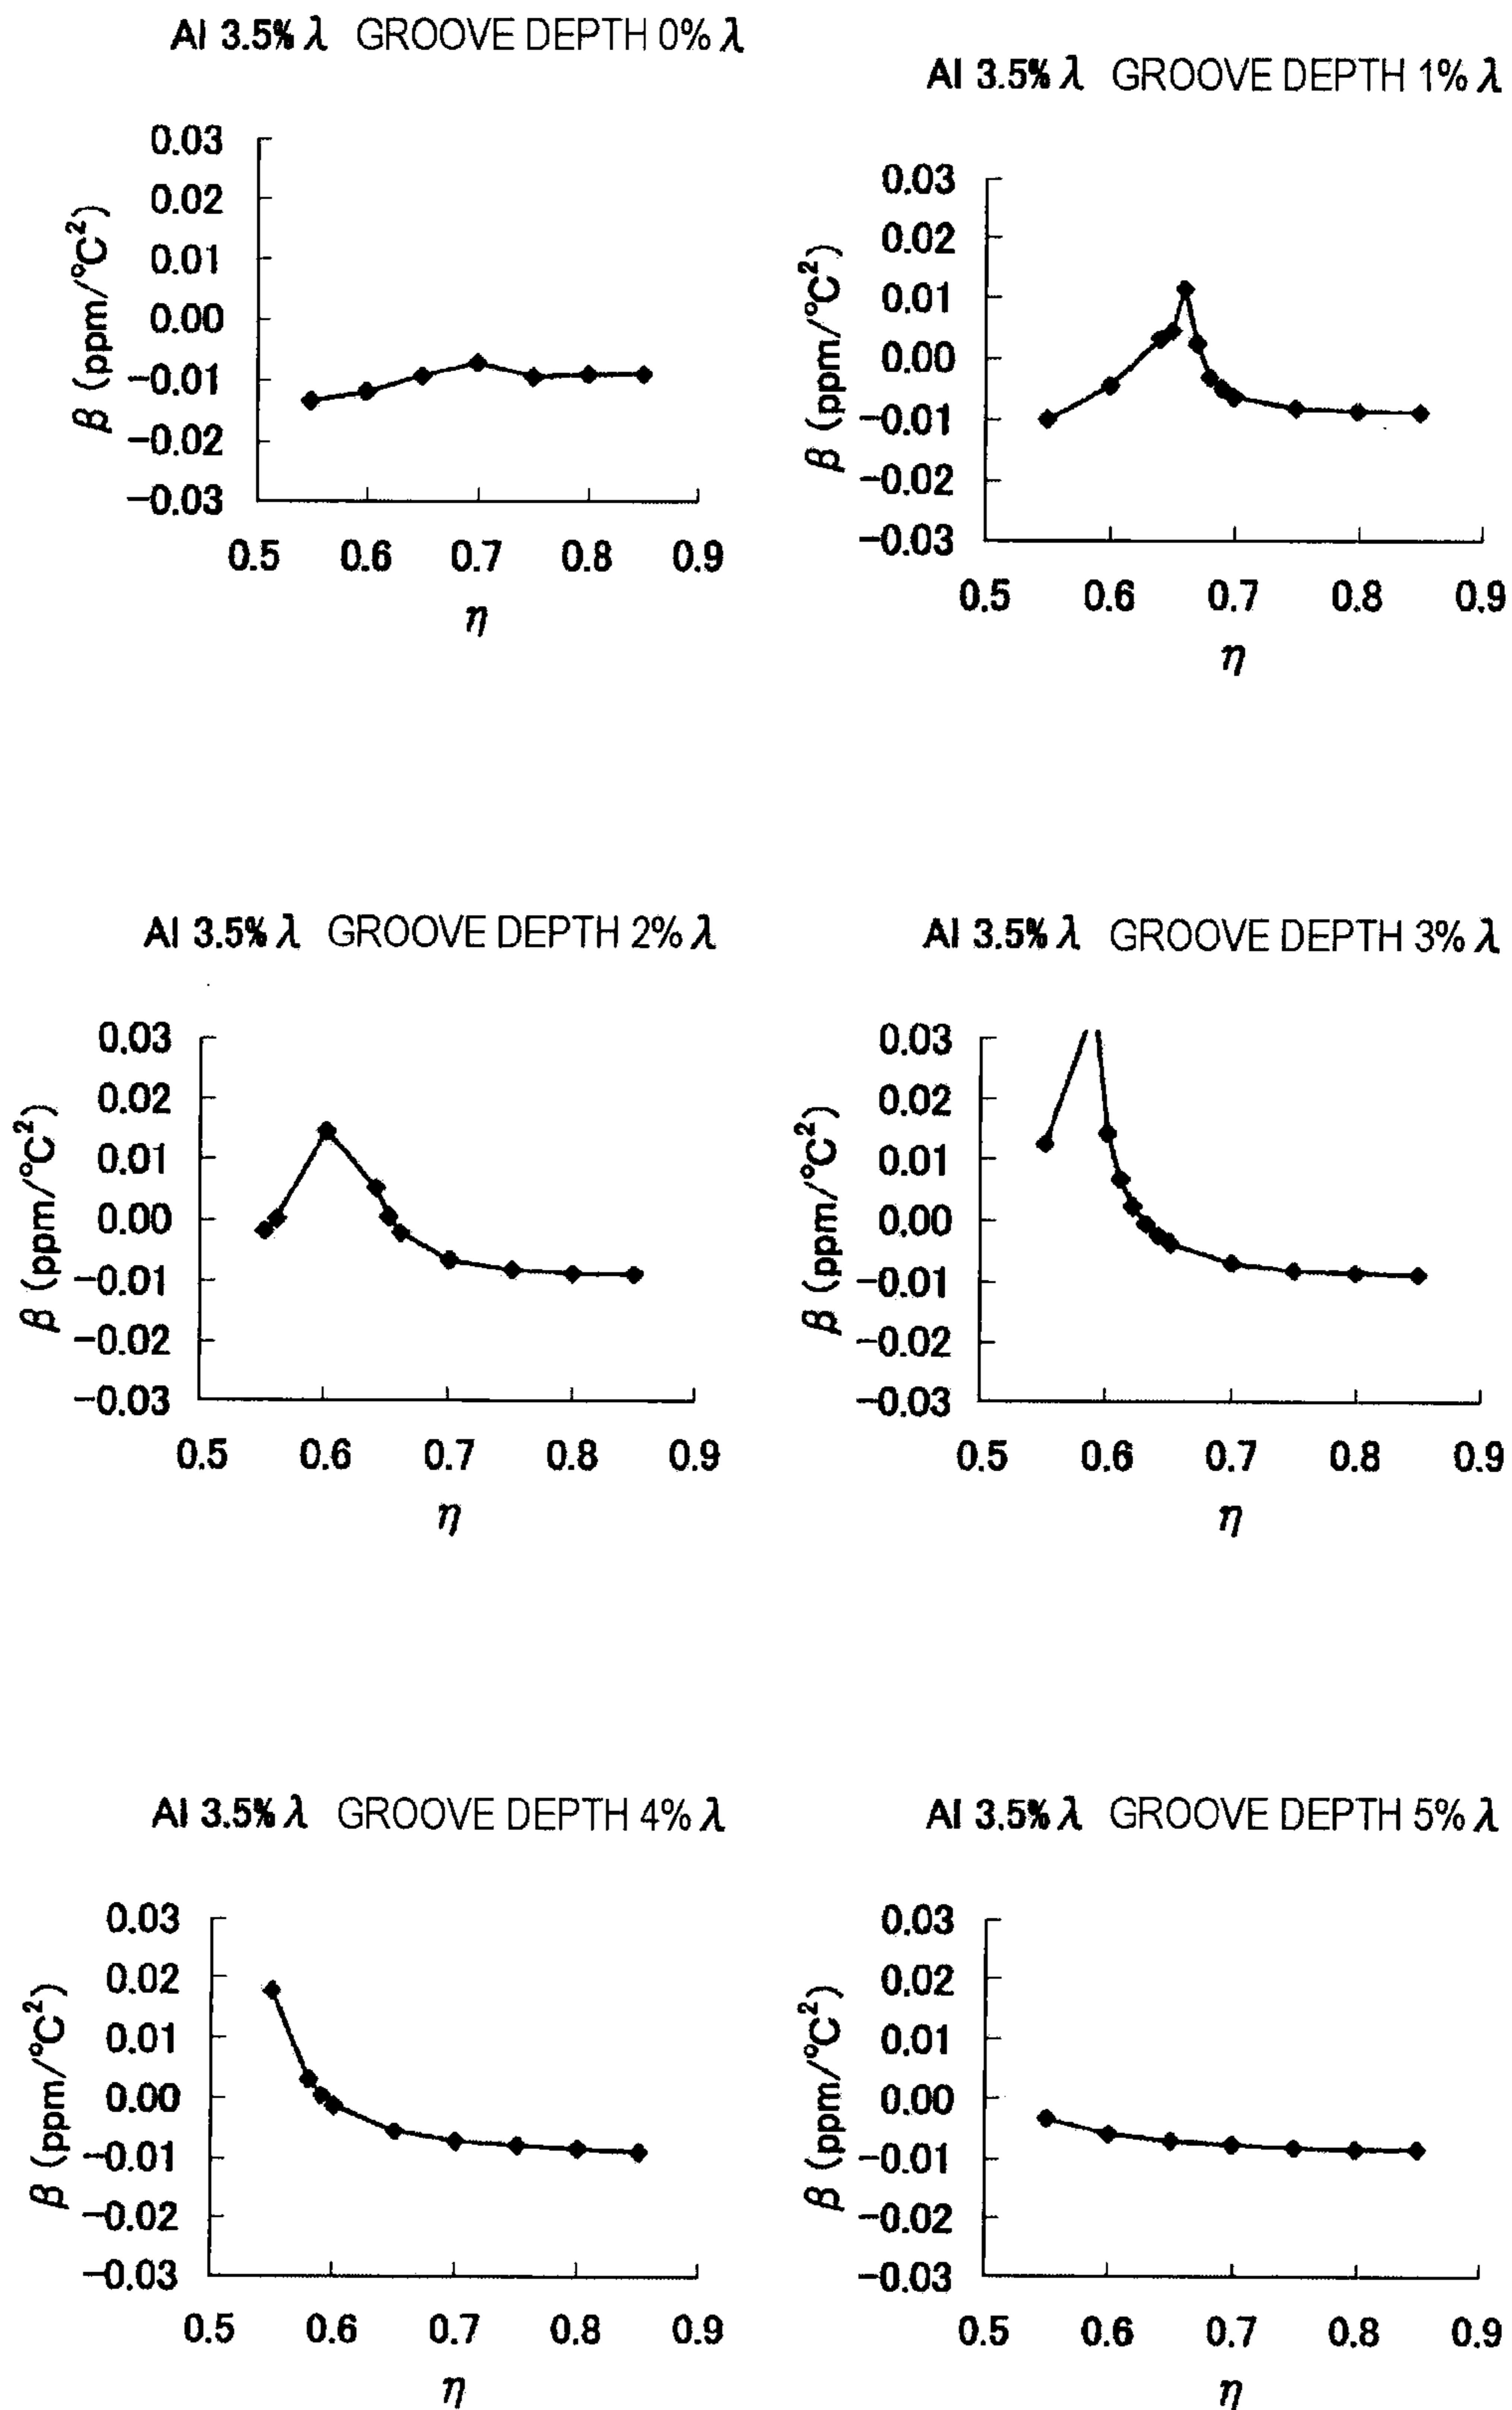 Al 3.5% λ GROOVE DEPTH 0% λ
0.03
0.02
0.01
0.00
−0.01
−0.02
−0.03
β (ppm/°C²)
0.5 0.6 0.7 0.8 0.9
η
Al 3.5% λ GROOVE DEPTH 1% λ
0.03
0.02
0.01
0.00
−0.01
−0.02
−0.03
β (ppm/°C²)
0.5 0.6 0.7 0.8 0.9
η
Al 3.5% λ GROOVE DEPTH 2% λ
0.03
0.02
0.01
0.00
−0.01
−0.02
−0.03
β (ppm/°C²)
0.5 0.6 0.7 0.8 0.9
η
Al 3.5% λ GROOVE DEPTH 3% λ
0.03
0.02
0.01
0.00
−0.01
−0.02
−0.03
β (ppm/°C²)
0.5 0.6 0.7 0.8 0.9
η
Al 3.5% λ GROOVE DEPTH 4% λ
0.03
0.02
0.01
0.00
−0.01
−0.02
−0.03
β (ppm/°C²)
0.5 0.6 0.7 0.8 0.9
η
Al 3.5% λ GROOVE DEPTH 5% λ
0.03
0.02
0.01
0.00
−0.01
−0.02
−0.03
β (ppm/°C²)
0.5 0.6 0.7 0.8 0.9
η